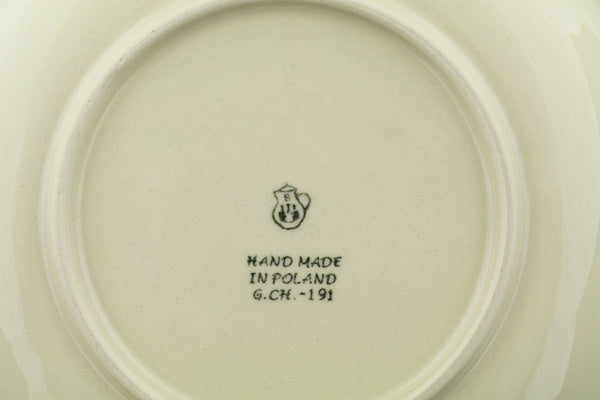 B
HAND MADE
IN POLAND
G.CH.-191